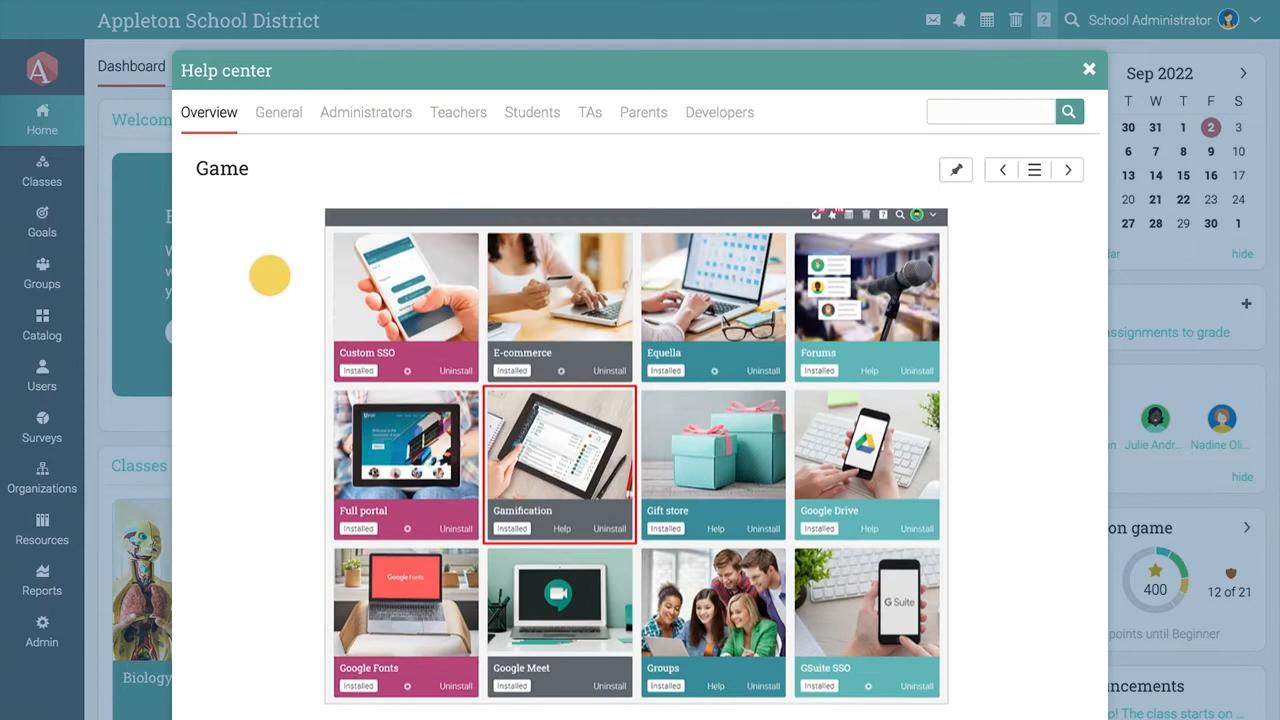 Appleton School District
School Administrator
A
Home
Classes
Goals
Groups
Catalog
Users
Surveys
Organizations
Resources
Reports
Admin
Dashboard
Welcom
Classes
Biology
Help center
Overview General Administrators Teachers Students TAs Parents Developers
Game
Custom SSO
Installed Uninstall
E-commerce
Installed Uninstall
Equella
Installed Uninstall
Forums
Installed Help Uninstall
Full portal
Installed Uninstall
Gamification
Installed Help Uninstall
Gift store
Installed Help Uninstall
Google Drive
Installed Help Uninstall
Google Fonts
Google Fonts
Installed Uninstall
Google Meet
Installed Uninstall
Groups
Installed Help Uninstall
G Suite
GSuite SSO
Installed Uninstall
Sep 2022
T W T F S
30 31 1 2 3
6 7 8 9 10
13 14 15 16 17
20 21 22 23 24
27 28 29 30 1
dar hide
assignments to grade
Julie Andr... Nadine Oli...
hide
on game
400
12 of 21
points until Beginner
ncements
p! The class starts on ...